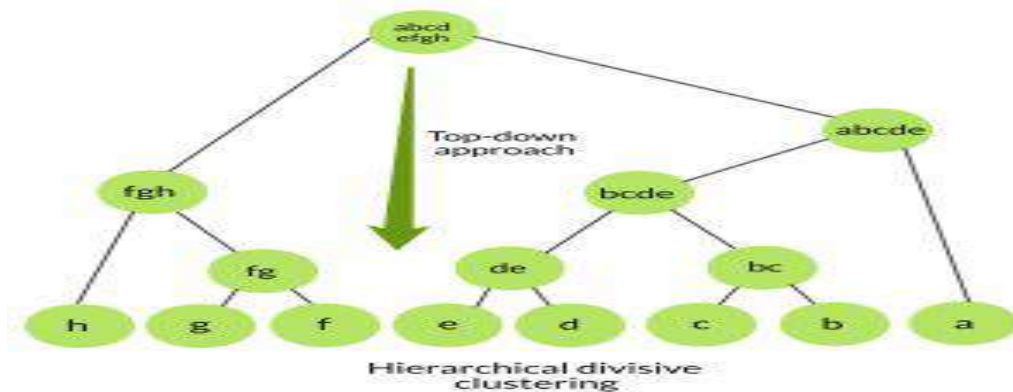 abcd
efgh
abcde
Top-down
approach
fgh
bcde
fg
de
bc
h
g
f
e
d
c
b
a
Hierarchical divisive
clustering